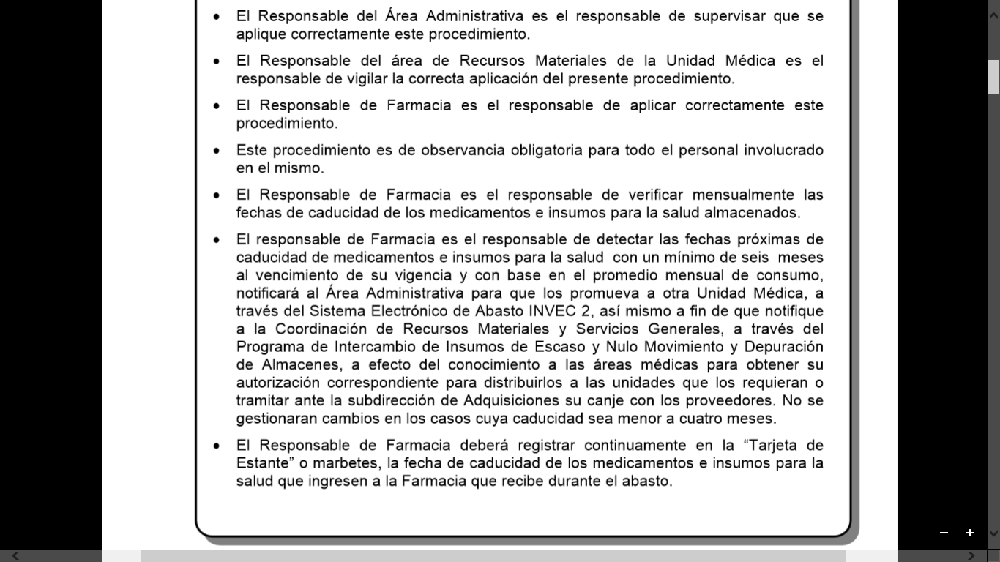 • El Responsable del Área Administrativa es el responsable de supervisar que se
aplique correctamente este procedimiento.
• El Responsable del área de Recursos Materiales de la Unidad Médica es el
responsable de vigilar la correcta aplicación del presente procedimiento.
• El Responsable de Farmacia es el responsable de aplicar correctamente este
procedimiento.
• Este procedimiento es de observancia obligatoria para todo el personal involucrado
en el mismo.
• El Responsable de Farmacia es el responsable de verificar mensualmente las
fechas de caducidad de los medicamentos e insumos para la salud almacenados.
• El responsable de Farmacia es el responsable de detectar las fechas próximas de
caducidad de medicamentos e insumos para la salud con un mínimo de seis meses
al vencimiento de su vigencia y con base en el promedio mensual de consumo,
notificará al Área Administrativa para que los promueva a otra Unidad Médica, a
través del Sistema Electrónico de Abasto INVEC 2, así mismo a fin de que notifique
a la Coordinación de Recursos Materiales y Servicios Generales, a través del
Programa de Intercambio de Insumos de Escaso y Nulo Movimiento y Depuración
de Almacenes, a efecto del conocimiento a las áreas médicas para obtener su
autorización correspondiente para distribuirlos a las unidades que los requieran o
tramitar ante la subdirección de Adquisiciones su canje con los proveedores. No se
gestionaran cambios en los casos cuya caducidad sea menor a cuatro meses.
• El Responsable de Farmacia deberá registrar continuamente en la “Tarjeta de
Estante” o marbetes, la fecha de caducidad de los medicamentos e insumos para la
salud que ingresen a la Farmacia que recibe durante el abasto.